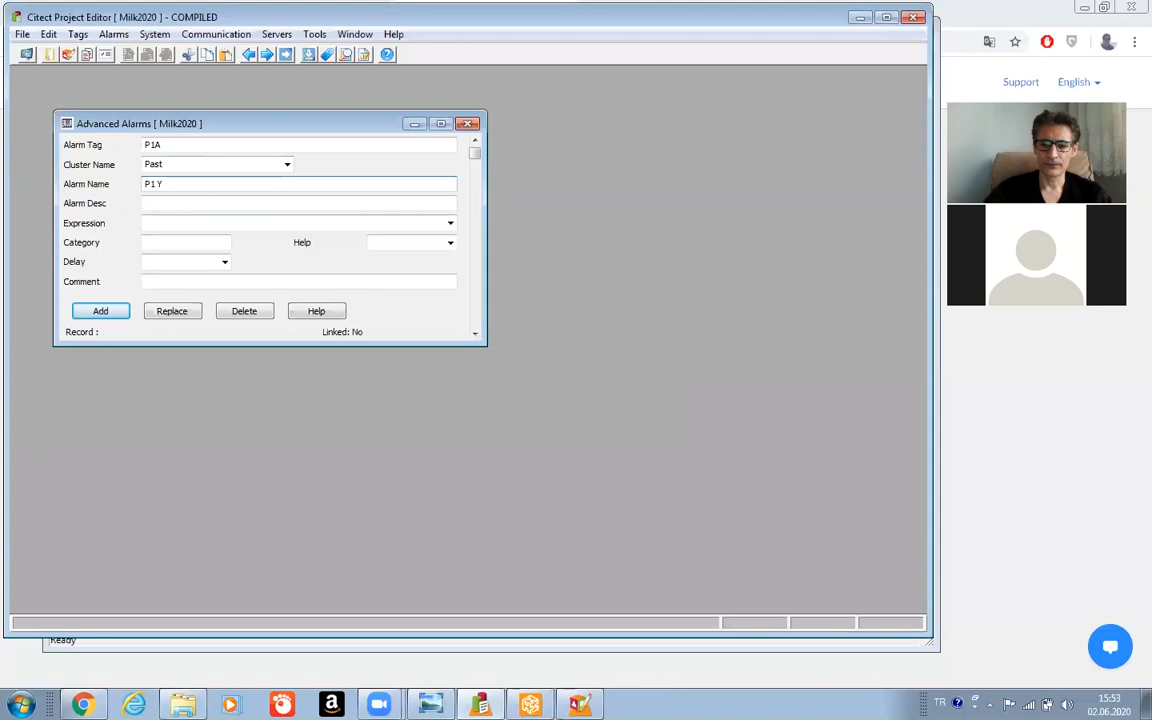 Citect Project Editor [ Milk2020 ] - COMPILED
File Edit Tags Alarms System Communication Servers Tools Window Help
Support English
Advanced Alarms [ Milk2020 ]
Alarm Tag P1A
Cluster Name Past
Alarm Name P1 Y
Alarm Desc
Expression
Category Help
Delay
Comment
Add Replace Delete Help
Record : Linked: No
Ready
TR 15:53
02.06.2020